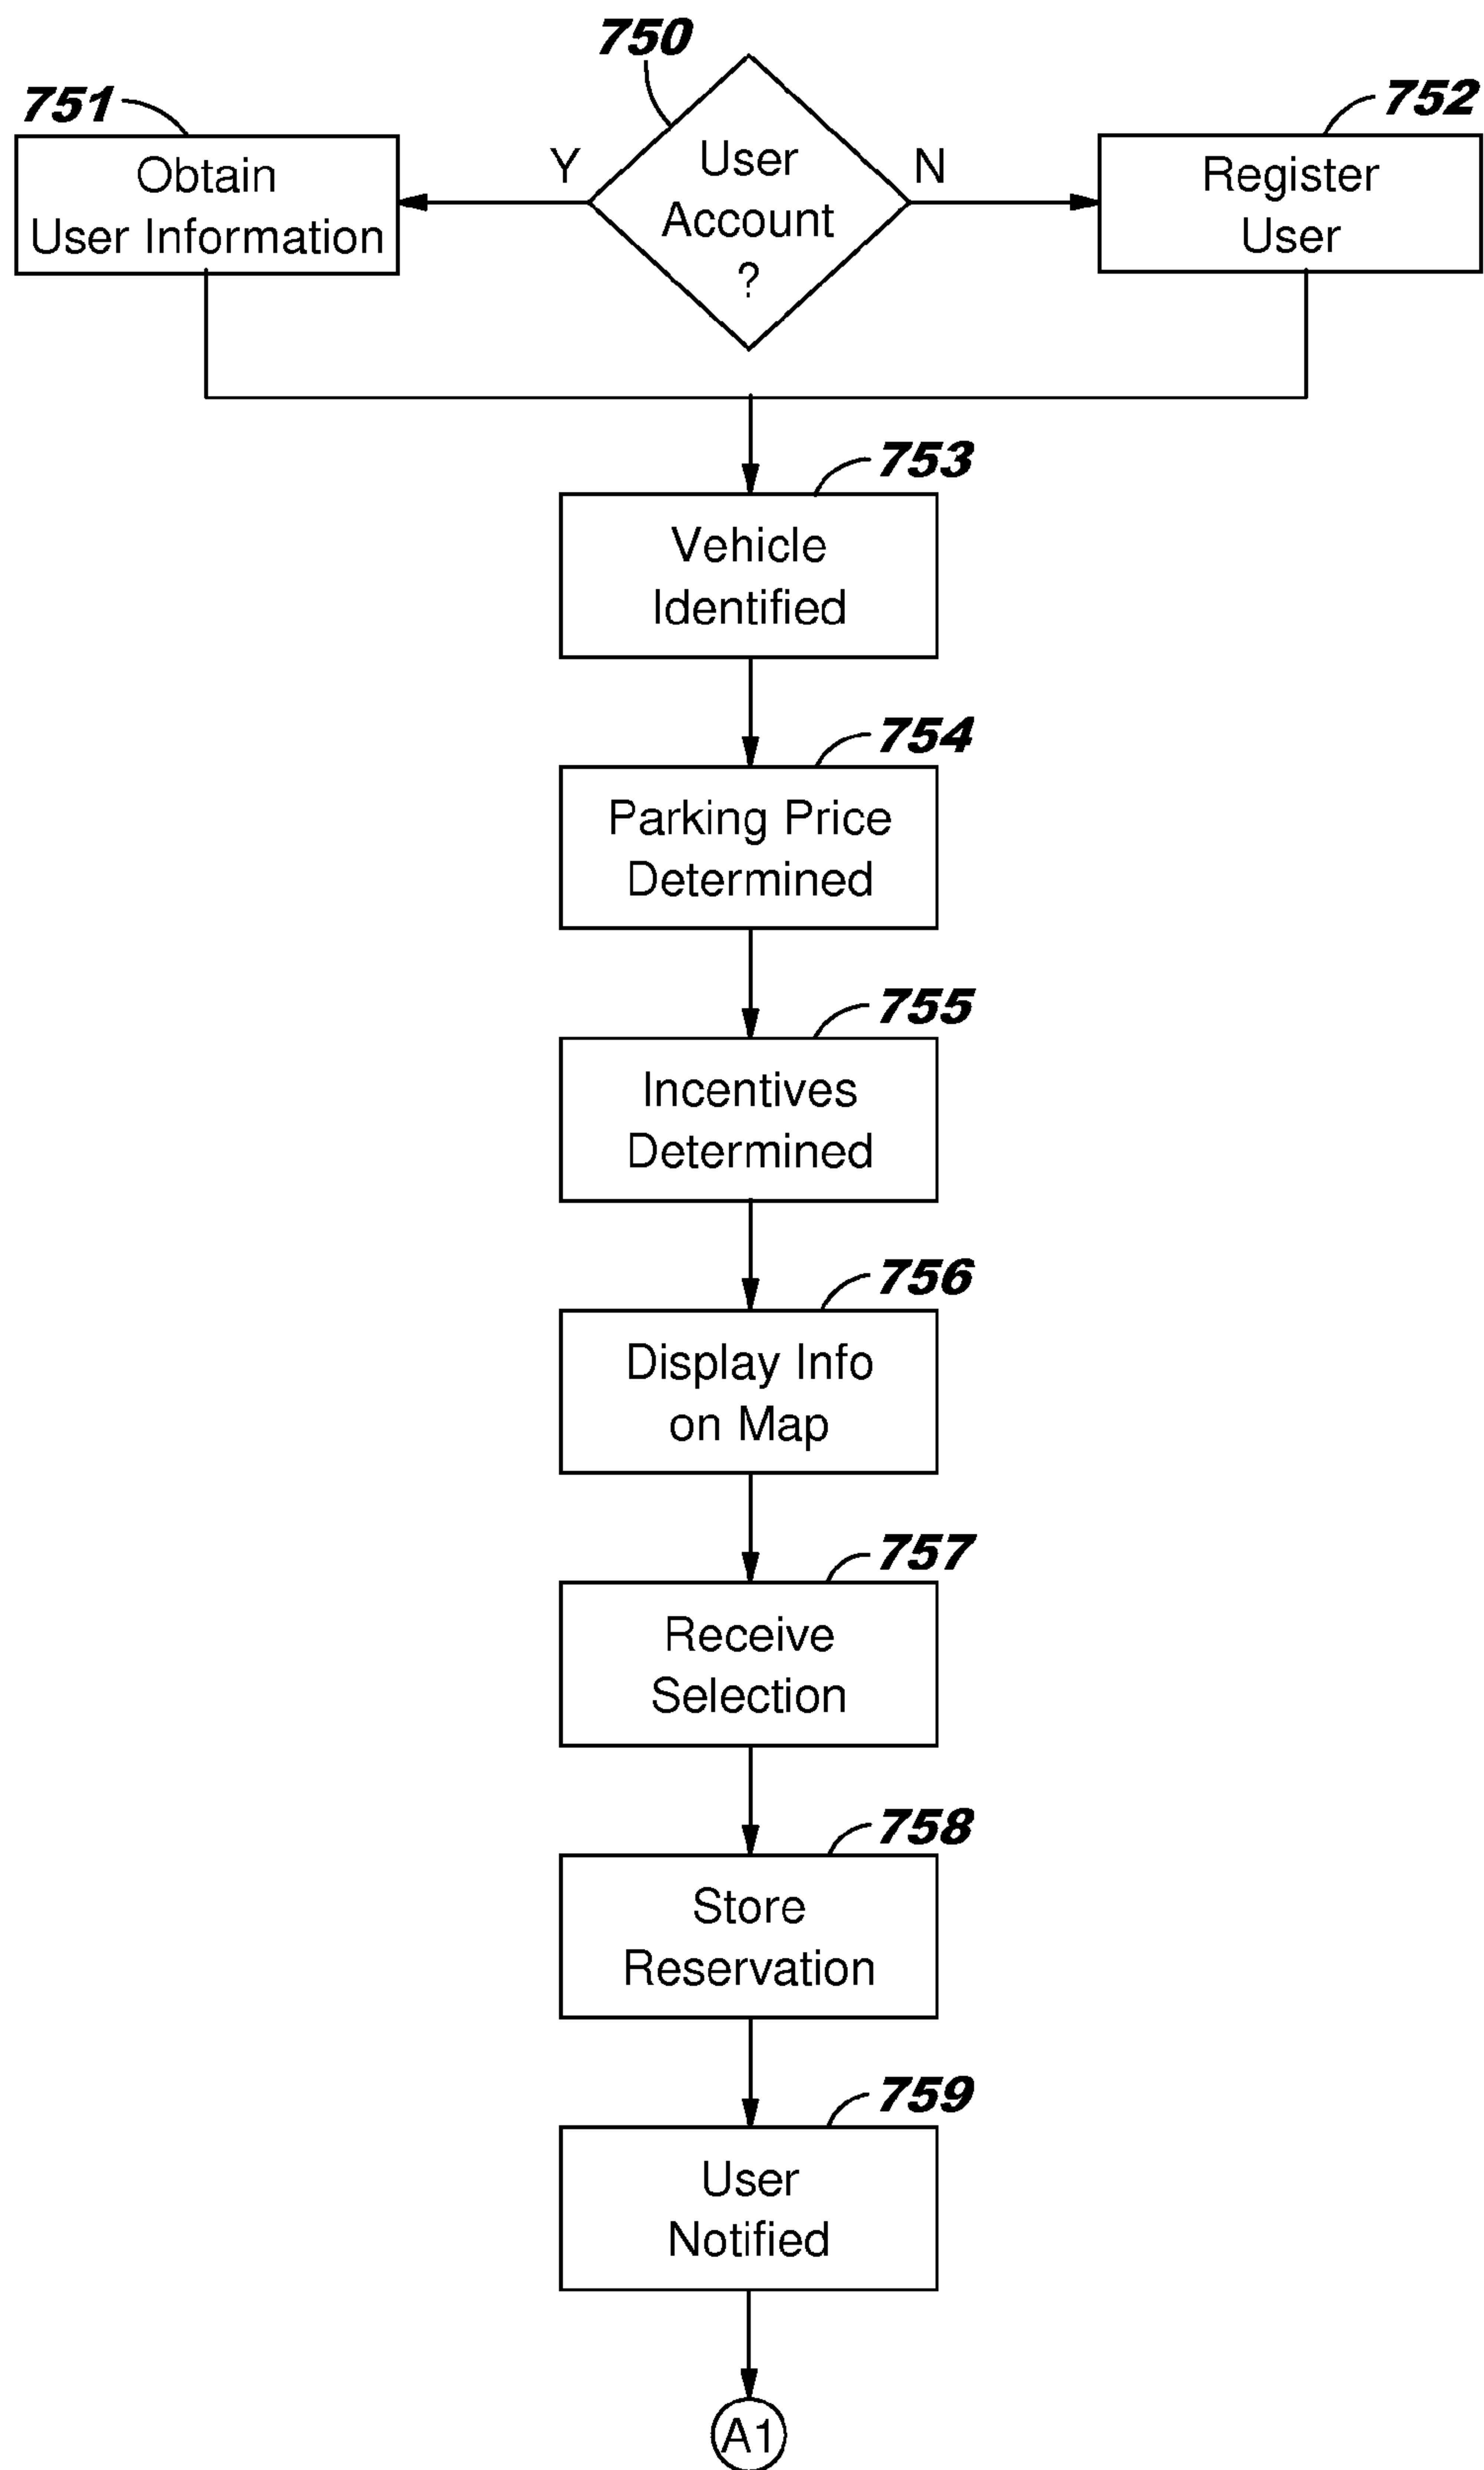 750
751
752
Y
User
Account
?
N
Obtain
User Information
Register
User
753
Vehicle
Identified
754
Parking Price
Determined
755
Incentives
Determined
756
Display Info
on Map
757
Receive
Selection
758
Store
Reservation
759
User
Notified
A1